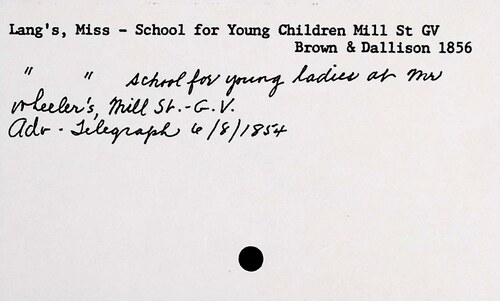 Lang's, Miss - School for Young Children Mill St GV
Brown & Dallison 1856
" " School for young ladies at Mr
Wheeler's, Mill St.-G.V.
Adv. Telegraph 6/8/1854